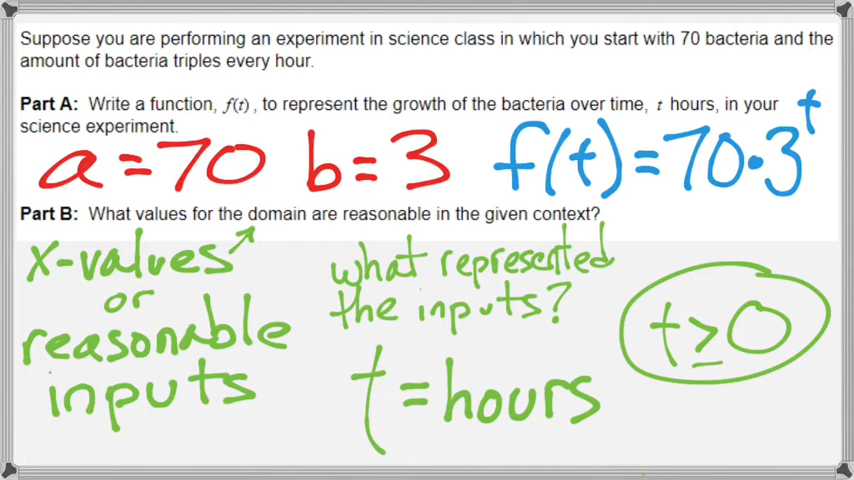 Suppose you are performing an experiment in science class in which you start with 70 bacteria and the
amount of bacteria triples every hour.
Part A: Write a function, f(t), to represent the growth of the bacteria over time, t hours, in your
science experiment.
a=70 b=3 f(t)=70·3^t
Part B: What values for the domain are reasonable in the given context?
x-values
or
reasonable
inputs
what represented
the inputs?
t=hours
t≥0